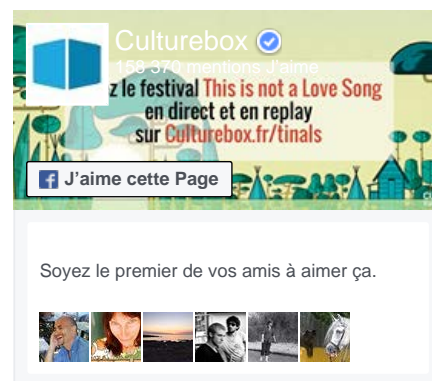 Culturebox
158 370 mentions J'aime
z le festival This is not a Love Song
en direct et en replay
sur Culturebox.fr/tinals
J'aime cette Page
Soyez le premier de vos amis à aimer ça.